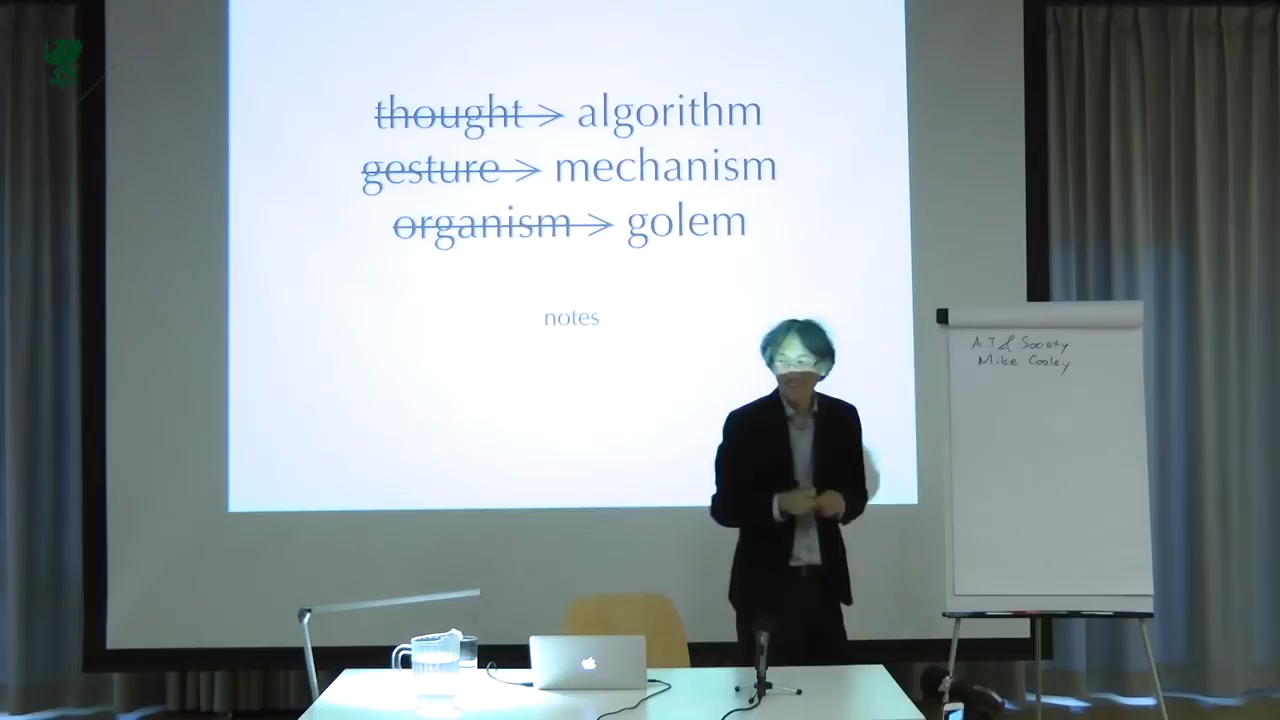 thought → algorithm
gesture → mechanism
organism → golem
notes
A I & Society
Mike Cooley